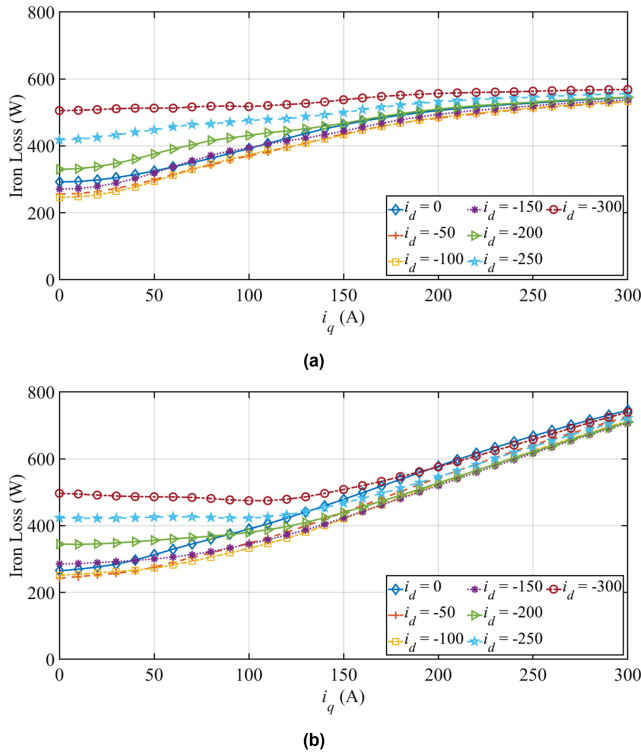 800
600
400
200
0
Iron Loss (W)
0 50 100 150 200 250 300
i_q (A)
i_d = 0 i_d = -150 i_d = -300
i_d = -50 i_d = -200
i_d = -100 i_d = -250
(a)
800
600
400
200
0
Iron Loss (W)
0 50 100 150 200 250 300
i_q (A)
i_d = 0 i_d = -150 i_d = -300
i_d = -50 i_d = -200
i_d = -100 i_d = -250
(b)